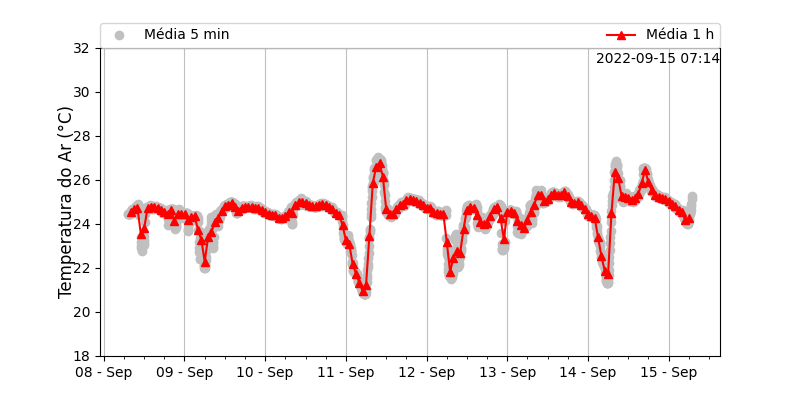 Média 5 min
Média 1 h
2022-09-15 07:14
Temperatura do Ar (°C)
32
30
28
26
24
22
20
18
08 - Sep
09 - Sep
10 - Sep
11 - Sep
12 - Sep
13 - Sep
14 - Sep
15 - Sep